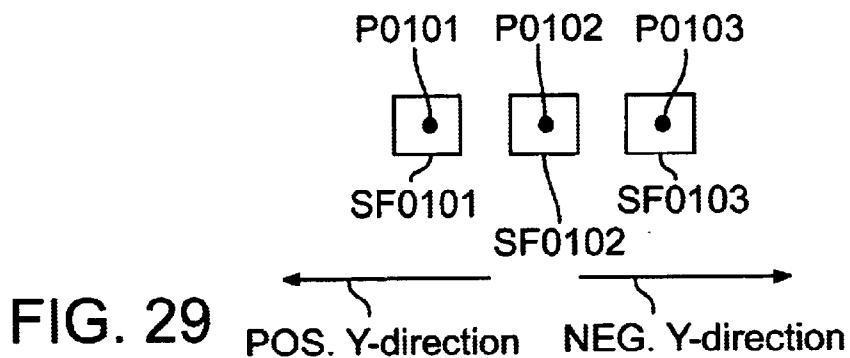 P0101 P0102 P0103
SF0101 SF0103
SF0102
FIG. 29 POS. Y-direction NEG. Y-direction